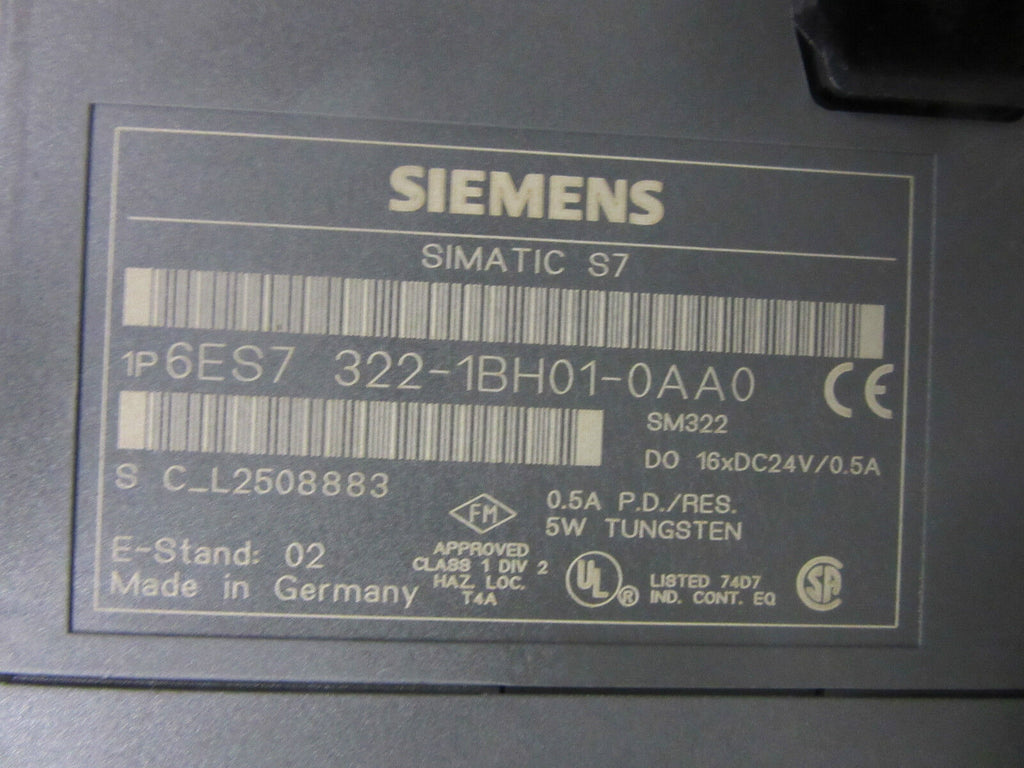 SIEMENS
SIMATIC S7
1P 6ES7 322-1BH01-0AA0
CE
SM322
DO 16xDC24V/0.5A
S C_L2508883
0.5A P.D./RES.
5W TUNGSTEN
FM
APPROVED
CLASS 1 DIV 2
HAZ. LOC.
T4A
E-Stand: 02
Made in Germany
UL ®
LISTED 74D7
IND. CONT. EQ
SA